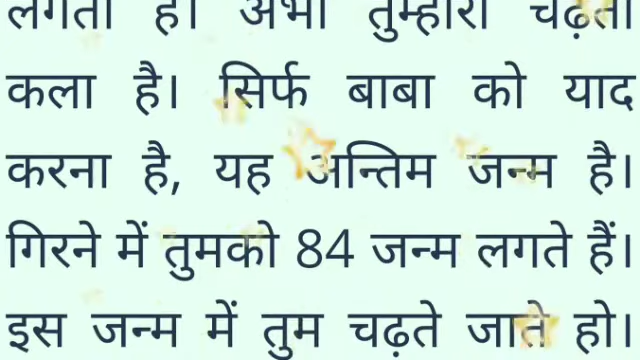 लगता है। अभी तुम्हारी चढ़ती
कला है। सिर्फ बाबा को याद
करना है, यह अन्तिम जन्म है।
गिरने में तुमको 84 जन्म लगते हैं।
इस जन्म में तुम चढ़ते जाते हो।